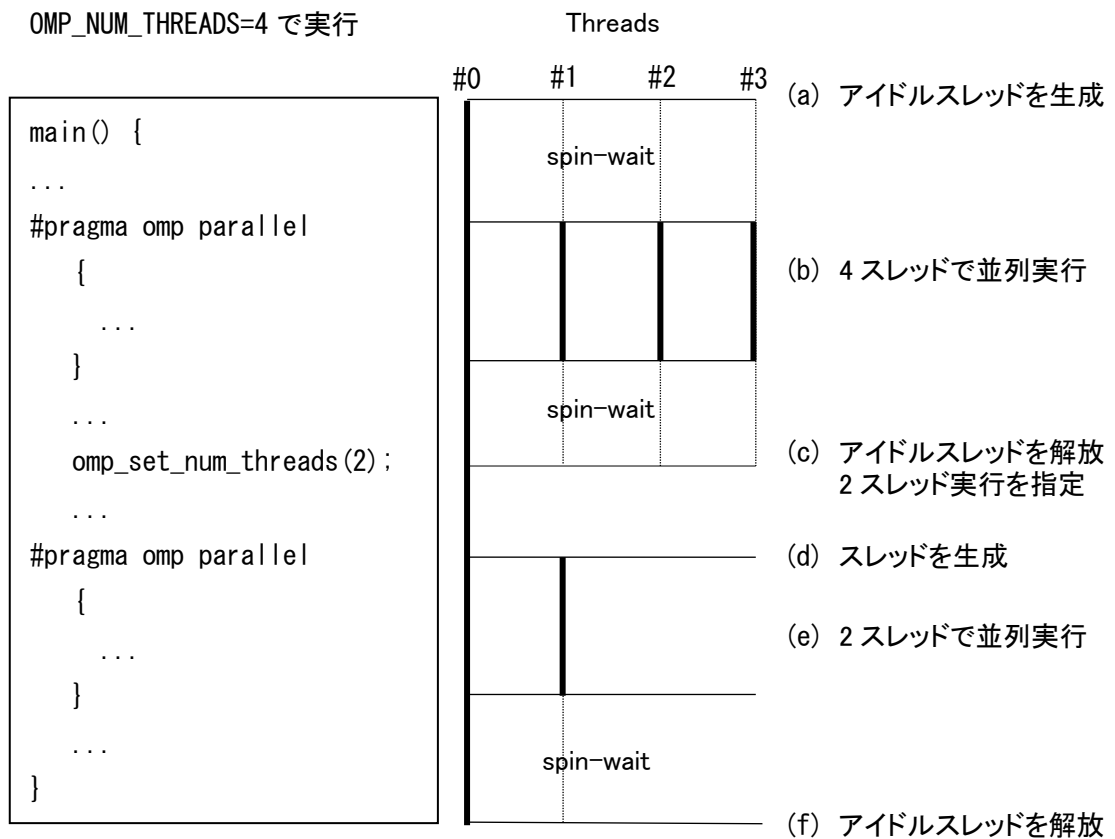 OMP_NUM_THREADS=4 で実行
Threads
#0 #1 #2 #3
main() {
...
#pragma omp parallel
{
...
}
...
omp_set_num_threads(2);
...
#pragma omp parallel
{
...
}
...
}
spin-wait
spin-wait
spin-wait
(a) アイドルスレッドを生成
(b) 4 スレッドで並列実行
(c) アイドルスレッドを解放
2 スレッド実行を指定
(d) スレッドを生成
(e) 2 スレッドで並列実行
(f) アイドルスレッドを解放